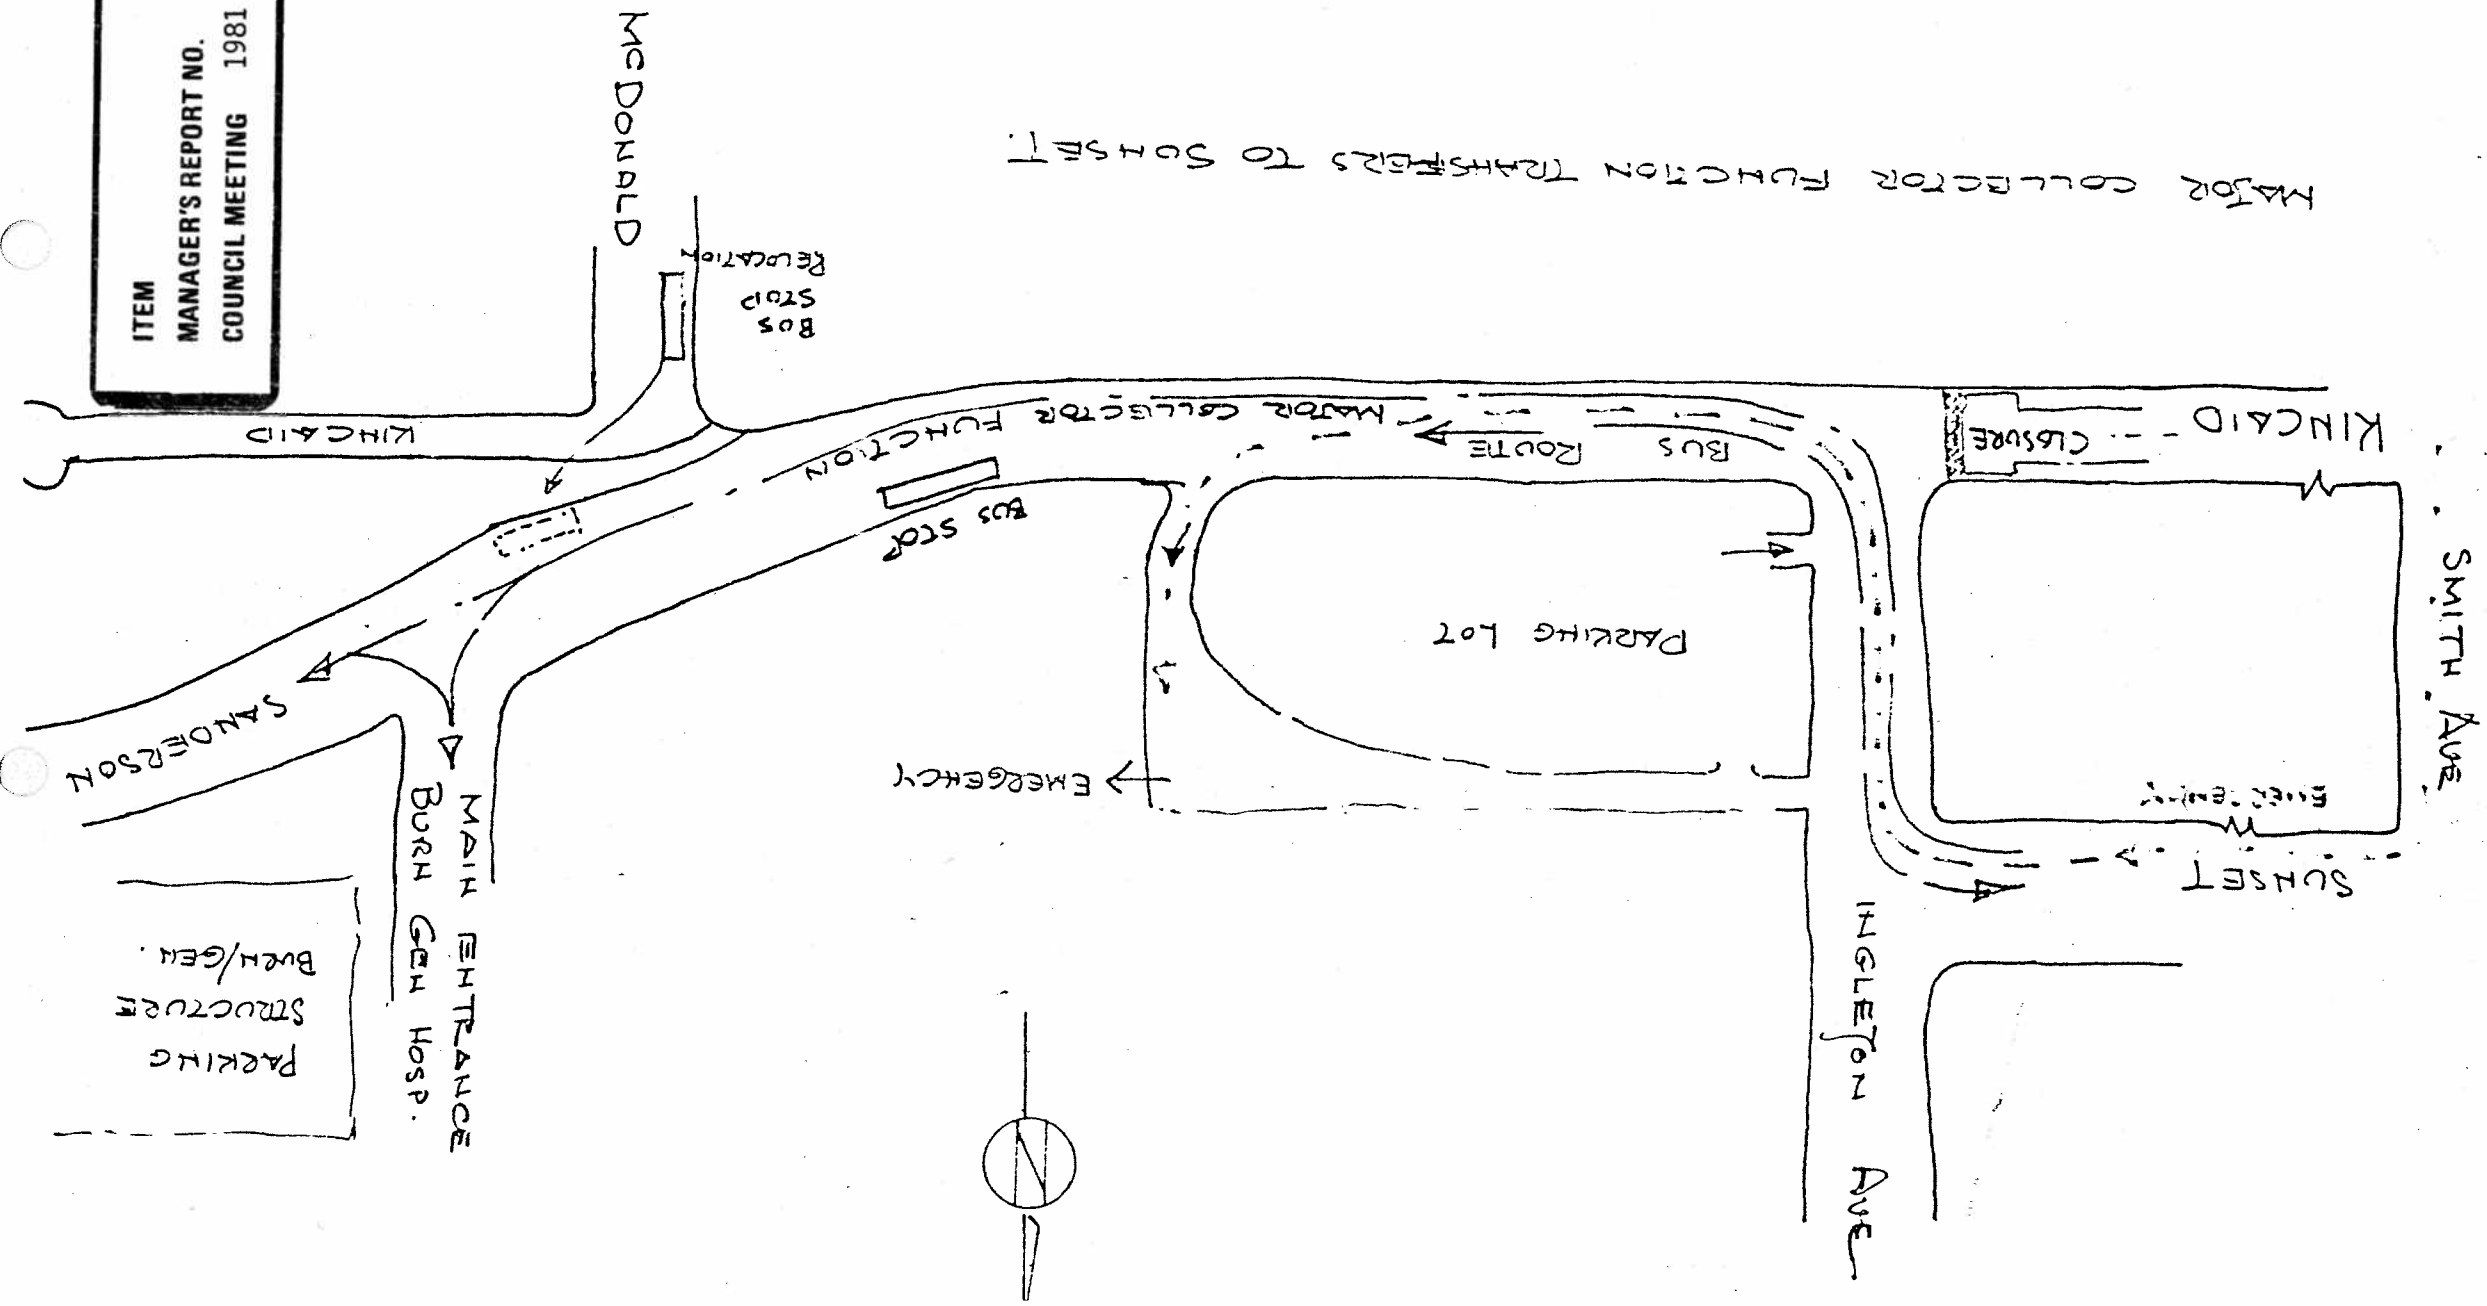 ITEM
MANAGER'S REPORT NO.
COUNCIL MEETING 1981
MCDONALD
MAJOR COLLECTOR FUNCTION TRANSFERS TO SUNSET.
BUS
STOP
RELOCATION
KINCAID
MAJOR COLLECTOR FUNCTION
BUS ROUTE
CLOSURE
KINCAID
BUS STOP
SMITH AVE
PARKING LOT
SANDERSON
EMERGENCY
SUNSET
MAIN ENTRANCE
BURN GEN HOSP.
INGLETON AVE
PARKING
STRUCTURE
BURN/GEN.
N